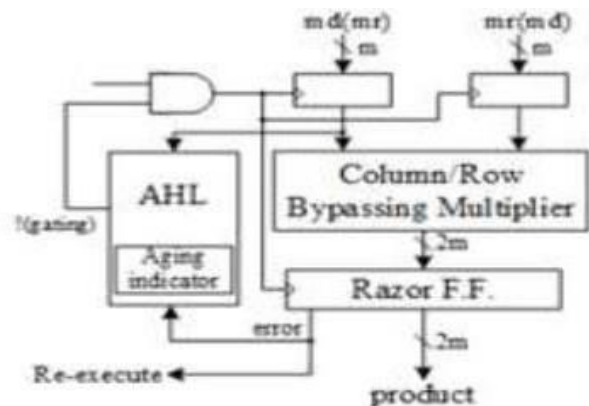 md(mr)
mr(md)
m
m
AHL
Column/Row
Bypassing Multiplier
!(gating)
Aging
indicator
2m
Razor F.F.
error
2m
Re-execute
product